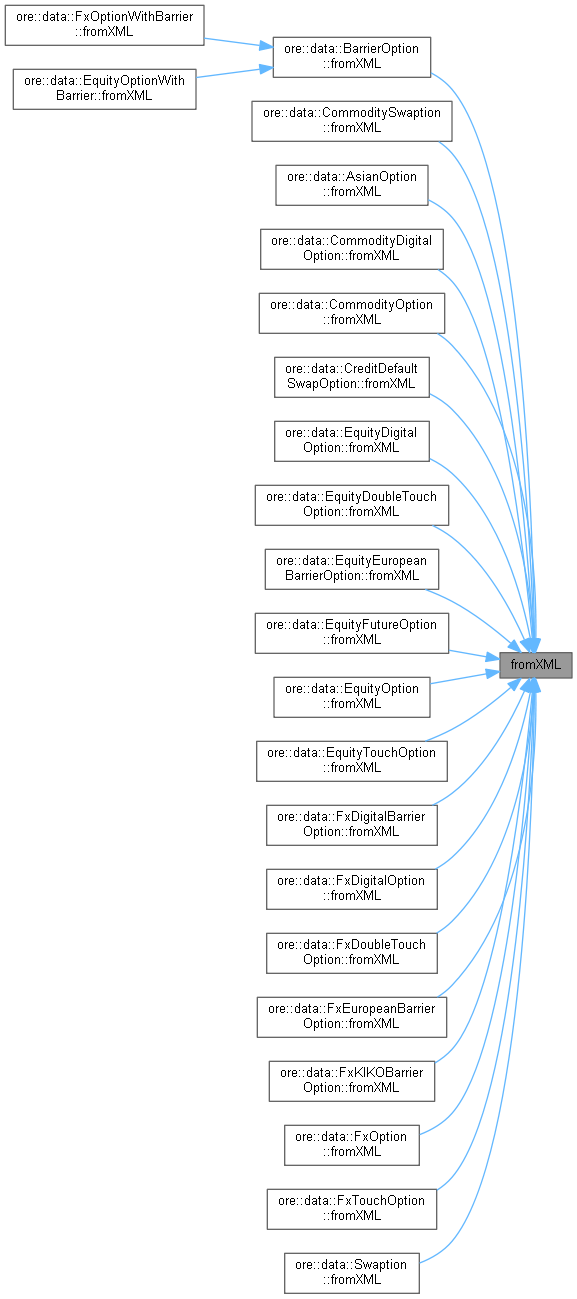 ore::data::FxOptionWithBarrier
::fromXML
ore::data::EquityOptionWith
Barrier::fromXML
ore::data::BarrierOption
::fromXML
ore::data::CommoditySwaption
::fromXML
ore::data::AsianOption
::fromXML
ore::data::CommodityDigital
Option::fromXML
ore::data::CommodityOption
::fromXML
ore::data::CreditDefault
SwapOption::fromXML
ore::data::EquityDigital
Option::fromXML
ore::data::EquityDoubleTouch
Option::fromXML
ore::data::EquityEuropean
BarrierOption::fromXML
ore::data::EquityFutureOption
::fromXML
fromXML
ore::data::EquityOption
::fromXML
ore::data::EquityTouchOption
::fromXML
ore::data::FxDigitalBarrier
Option::fromXML
ore::data::FxDigitalOption
::fromXML
ore::data::FxDoubleTouch
Option::fromXML
ore::data::FxEuropeanBarrier
Option::fromXML
ore::data::FxKIKOBarrier
Option::fromXML
ore::data::FxOption
::fromXML
ore::data::FxTouchOption
::fromXML
ore::data::Swaption
::fromXML